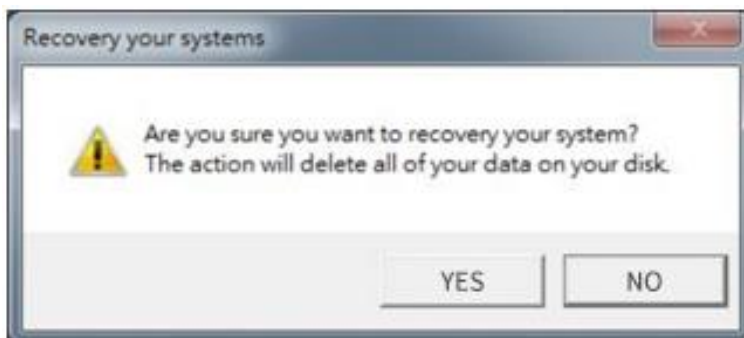 Recovery your systems
Are you sure you want to recovery your system?
The action will delete all of your data on your disk.
YES
NO